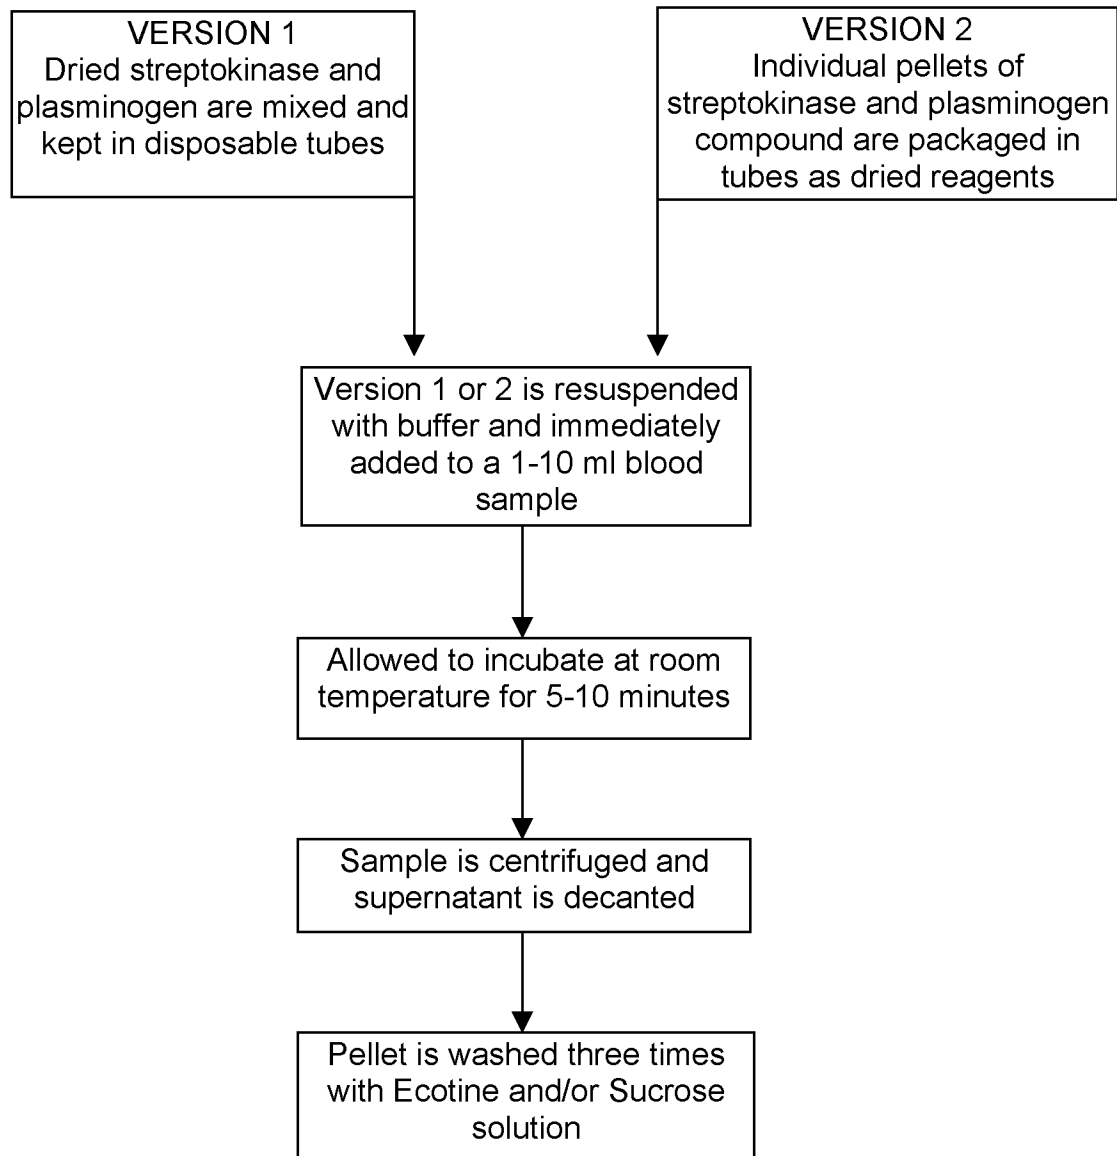 VERSION 1
Dried streptokinase and
plasminogen are mixed and
kept in disposable tubes
VERSION 2
Individual pellets of
streptokinase and plasminogen
compound are packaged in
tubes as dried reagents
Version 1 or 2 is resuspended
with buffer and immediately
added to a 1-10 ml blood
sample
Allowed to incubate at room
temperature for 5-10 minutes
Sample is centrifuged and
supernatant is decanted
Pellet is washed three times
with Ecotine and/or Sucrose
solution